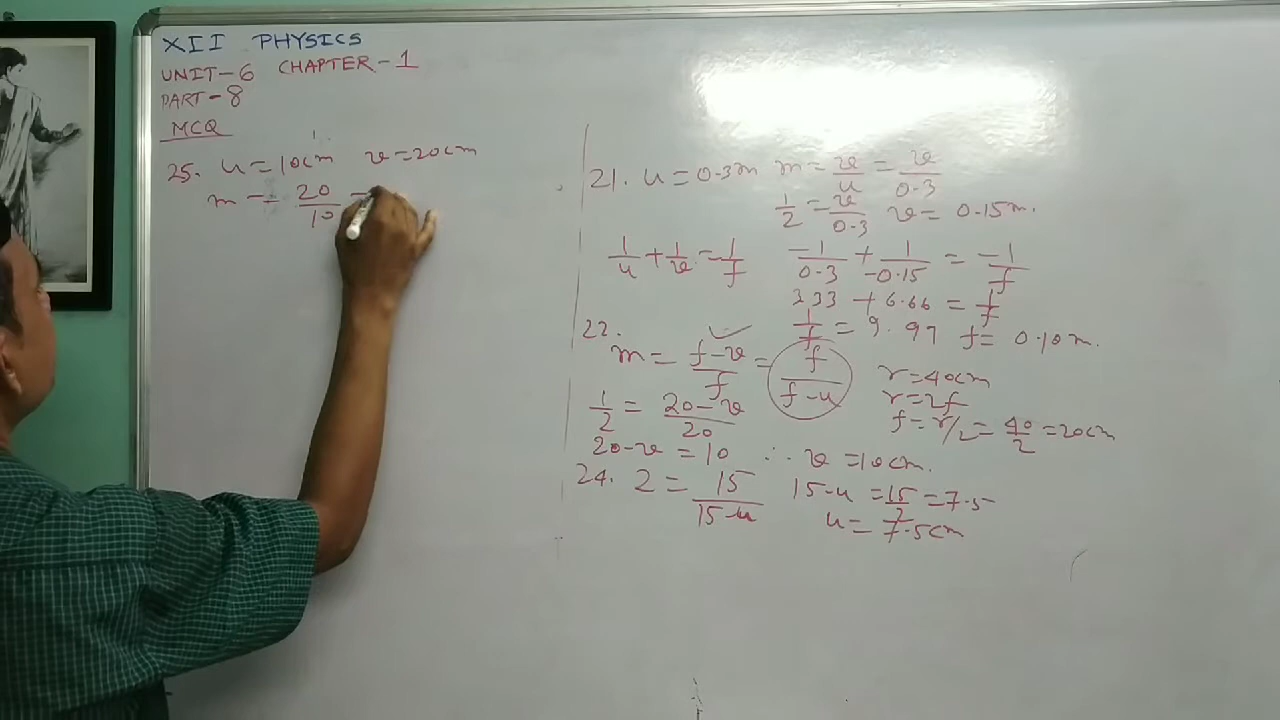 XII PHYSICS
UNIT-6 CHAPTER-1
PART-8
MCQ
25. u=10cm v=20cm
m = 20/10 =
21. u=0.3m m=v/u=v/0.3
1/2=v/0.3 v=0.15m.
1/u+1/v=-1/f -1/0.3+1/-0.15=-1/f
333+6.66=1/f
1/f=9.97 f=0.10m.
22.
m=f-v/f=f/f-u r=40cm
r=2f
1/2=20-v/20 f=r/2=40/2=20cm
20-v=10 ∴ v=10cm.
24. 2=15/15-u 15-u=15/2=7.5
u=7.5cm